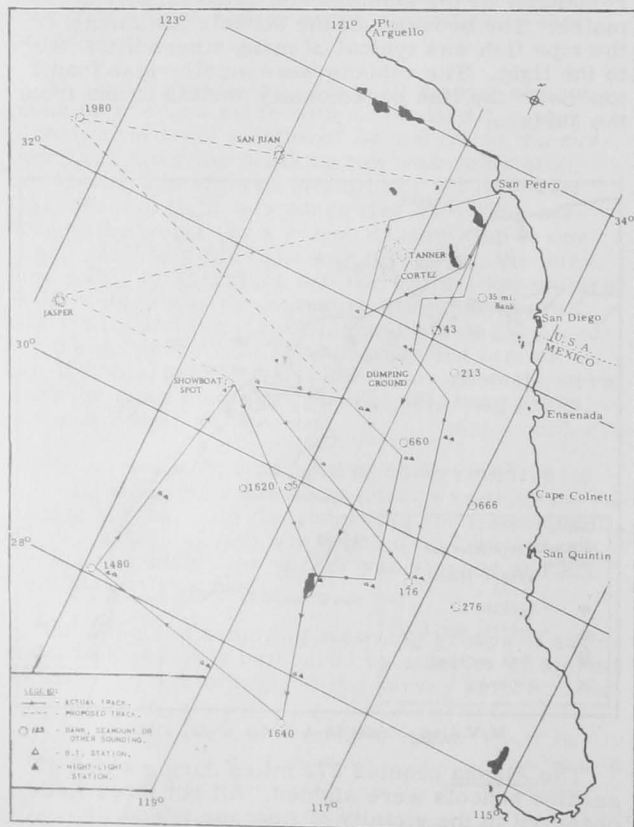 123°
121°
Pt.
Arguello
1980
SAN JUAN
32°
San Pedro
34°
TANNER
CORTEZ
JASPER
35 mi.
Bank
San Diego
43
U.S.A.
MEXICO
30°
SHOWBOAT
SPOT
DUMPING
GROUND
213
Ensenada
660
1620
5
666
Cape Colnett
28°
1480
San Quintin
176
276
LEGEND:
- ACTUAL TRACK.
- PROPOSED TRACK.
123 - BANK, SEAMOUNT OR
OTHER SOUNDING.
- B.T. STATION.
- NIGHT-LIGHT
STATION.
1640
119°
117°
115°